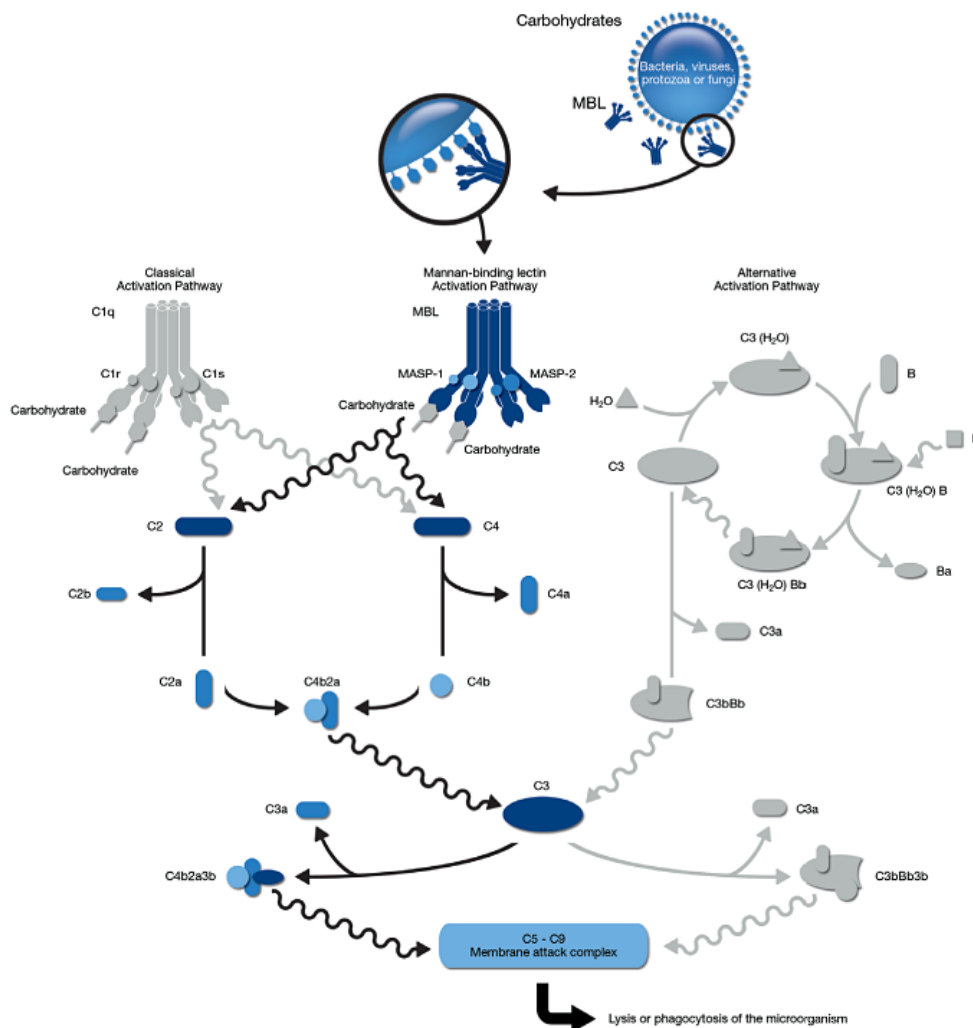 Carbohydrates
Bacteria, viruses,
protozoa or fungi
MBL
Classical
Activation Pathway
Mannan-binding lectin
Activation Pathway
Alternative
Activation Pathway
C1q
MBL
C3 (H₂O)
C1r
C1s
MASP-1
MASP-2
B
H₂O
Carbohydrate
Carbohydrate
Carbohydrate
Carbohydrate
C3
C3 (H₂O) B
C2
C4
C3 (H₂O) Bb
Ba
C2b
C4a
C3a
C2a
C4b2a
C4b
C3bBb
C3
C3a
C3a
C4b2a3b
C3bBb3b
C5 - C9
Membrane attack complex
Lysis or phagocytosis of the microorganism